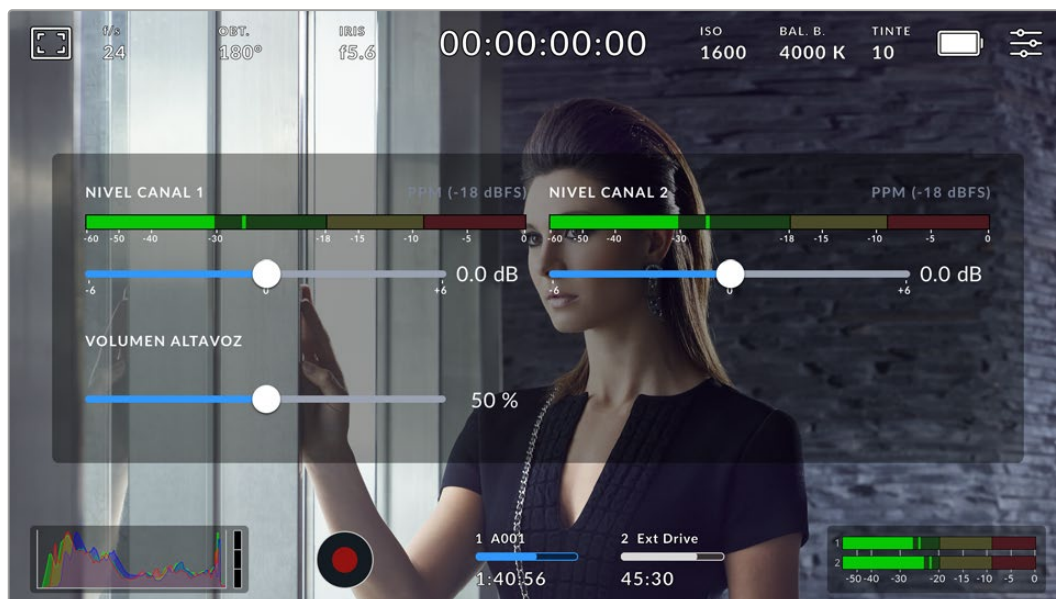 f/s OBT. IRIS ISO BAL. B. TINTE
24 180° f5.6 00:00:00:00 1600 4000 K 10
NIVEL CANAL 1 PPM (-18 dBFS) NIVEL CANAL 2 PPM (-18 dBFS)
-60 -50 -40 -30 -18 -15 -10 -5 0 -60 -50 -40 -30 -18 -15 -10 -5 0
0.0 dB 0.0 dB
-6 0 +6 -6 0 +6
VOLUMEN ALTAVOZ
50 %
1 A001 2 Ext Drive
1:40:56 45:30
1
2
-50 -40 -30 -20 -15 -10 -5 0